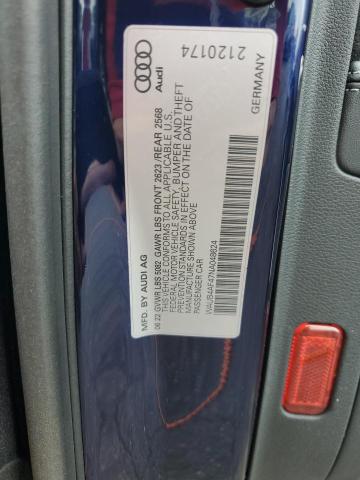 Audi
2120174
GERMANY
MFD. BY AUDI AG
06 22 GVWR LBS 5082 GAWR LBS FRONT 2623 / REAR 2568
THIS VEHICLE CONFORMS TO ALL APPLICABLE U.S.
FEDERAL MOTOR VEHICLE SAFETY, BUMPER AND THEFT
PREVENTION STANDARDS IN EFFECT ON THE DATE OF
MANUFACTURE SHOWN ABOVE.
PASSENGER CAR
WAUB4AF47NA049624